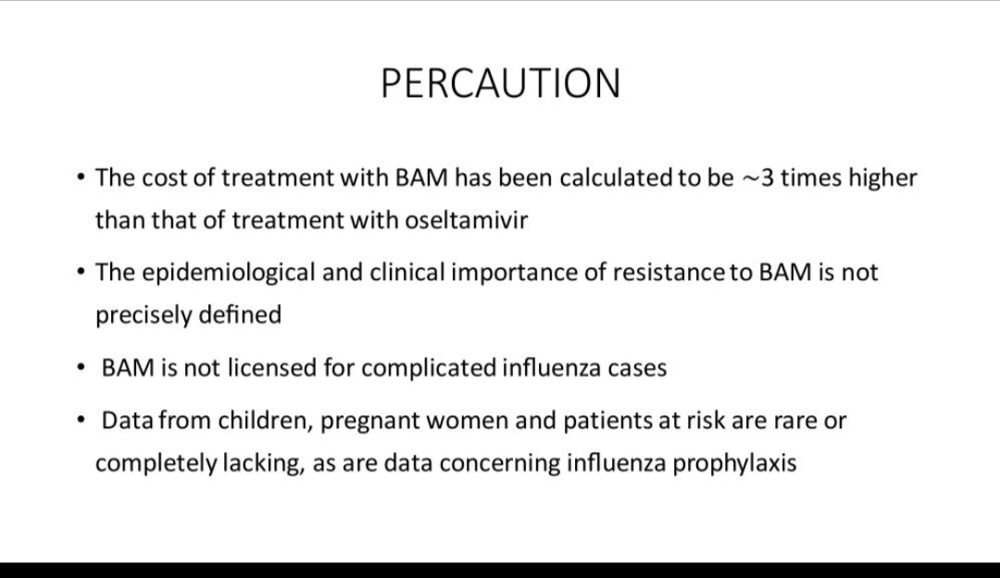 PERCAUTION
• The cost of treatment with BAM has been calculated to be ~3 times higher
than that of treatment with oseltamivir
• The epidemiological and clinical importance of resistance to BAM is not
precisely defined
• BAM is not licensed for complicated influenza cases
• Data from children, pregnant women and patients at risk are rare or
completely lacking, as are data concerning influenza prophylaxis